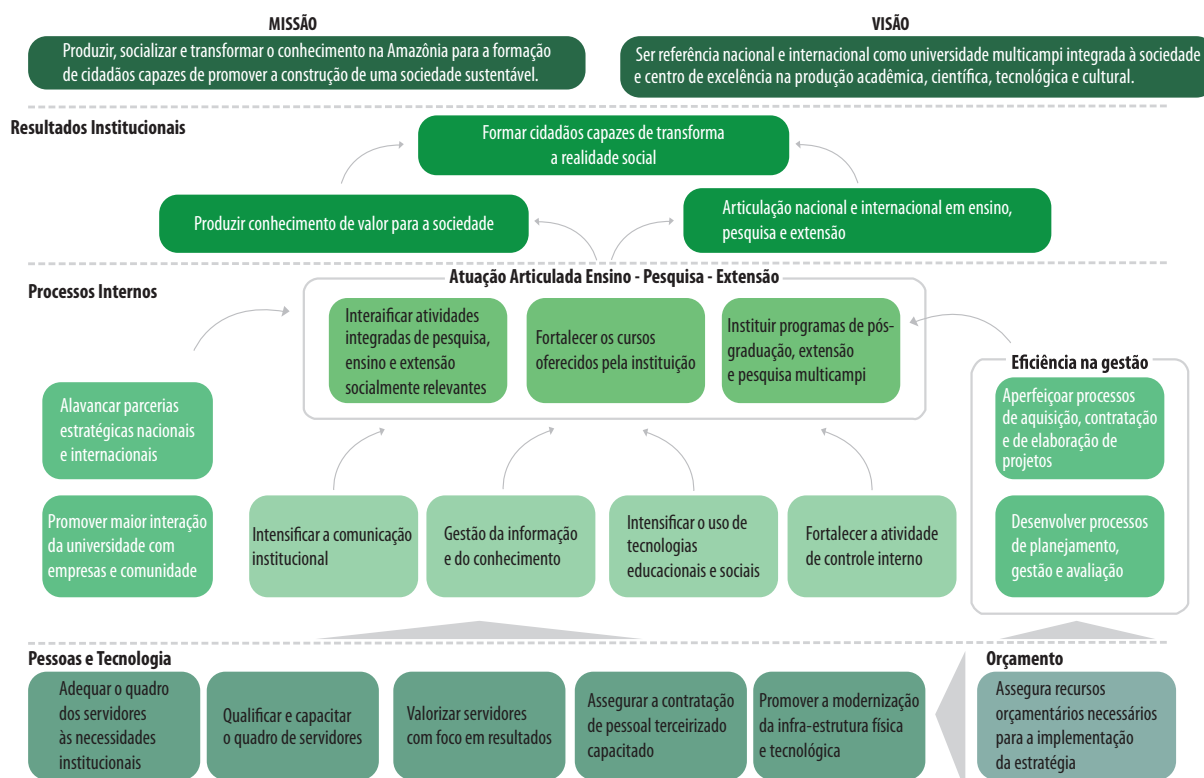 MISSÃO
Produzir, socializar e transformar o conhecimento na Amazônia para a formação
de cidadãos capazes de promover a construção de uma sociedade sustentável.
VISÃO
Ser referência nacional e internacional como universidade multicampi integrada à sociedade
e centro de excelência na produção acadêmica, científica, tecnológica e cultural.
Resultados Institucionais
Formar cidadãos capazes de transforma
a realidade social
Produzir conhecimento de valor para a sociedade
Articulação nacional e internacional em ensino,
pesquisa e extensão
Processos Internos
Atuação Articulada Ensino - Pesquisa - Extensão
Interaificar atividades
integradas de pesquisa,
ensino e extensão
socialmente relevantes
Fortalecer os cursos
oferecidos pela instituição
Instituir programas de pós-
graduação, extensão
e pesquisa multicampi
Eficiência na gestão
Aperfeiçoar processos
de aquisição, contratação
e de elaboração de
projetos
Alavancar parcerias
estratégicas nacionais
e internacionais
Promover maior interação
da universidade com
empresas e comunidade
Intensificar a comunicação
institucional
Gestão da informação
e do conhecimento
Intensificar o uso de
tecnologias
educacionais e sociais
Fortalecer a atividade
de controle interno
Desenvolver processos
de planejamento,
gestão e avaliação
Pessoas e Tecnologia
Adequar o quadro
dos servidores
às necessidades
institucionais
Qualificar e capacitar
o quadro de servidores
Valorizar servidores
com foco em resultados
Assegurar a contratação
de pessoal terceirizado
capacitado
Promover a modernização
da infra-estrutura física
e tecnológica
Orçamento
Assegura recursos
orçamentários necessários
para a implementação
da estratégia